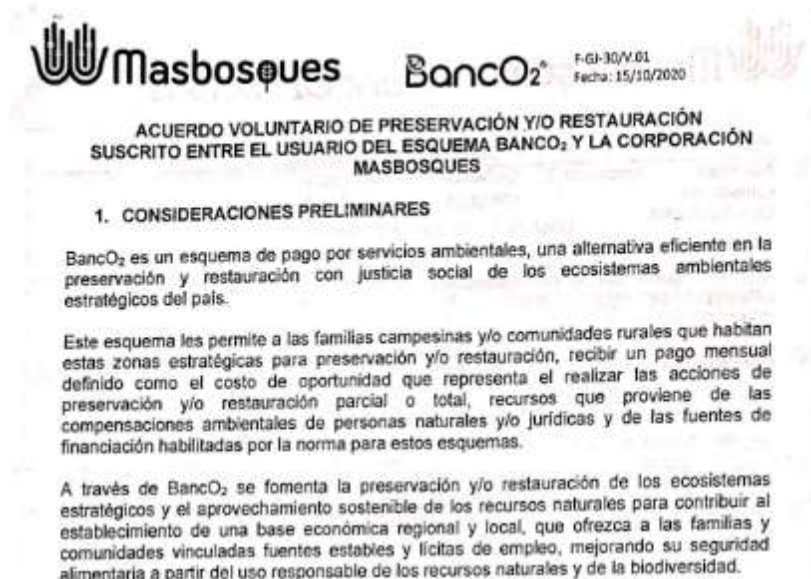 Masbosques
BancO₂®
F-GJ-30/V.01
Fecha: 15/10/2020
ACUERDO VOLUNTARIO DE PRESERVACIÓN Y/O RESTAURACIÓN
SUSCRITO ENTRE EL USUARIO DEL ESQUEMA BANCO₂ Y LA CORPORACIÓN
MASBOSQUES
1. CONSIDERACIONES PRELIMINARES
BancO₂ es un esquema de pago por servicios ambientales, una alternativa eficiente en la
preservación y restauración con justicia social de los ecosistemas ambientales
estratégicos del país.
Este esquema les permite a las familias campesinas y/o comunidades rurales que habitan
estas zonas estratégicas para preservación y/o restauración, recibir un pago mensual
definido como el costo de oportunidad que representa el realizar las acciones de
preservación y/o restauración parcial o total, recursos que proviene de las
compensaciones ambientales de personas naturales y/o jurídicas y de las fuentes de
financiación habilitadas por la norma para estos esquemas.
A través de BancO₂ se fomenta la preservación y/o restauración de los ecosistemas
estratégicos y el aprovechamiento sostenible de los recursos naturales para contribuir al
establecimiento de una base económica regional y local, que ofrezca a las familias y
comunidades vinculadas fuentes estables y lícitas de empleo, mejorando su seguridad
alimentaria a partir del uso responsable de los recursos naturales y de la biodiversidad.